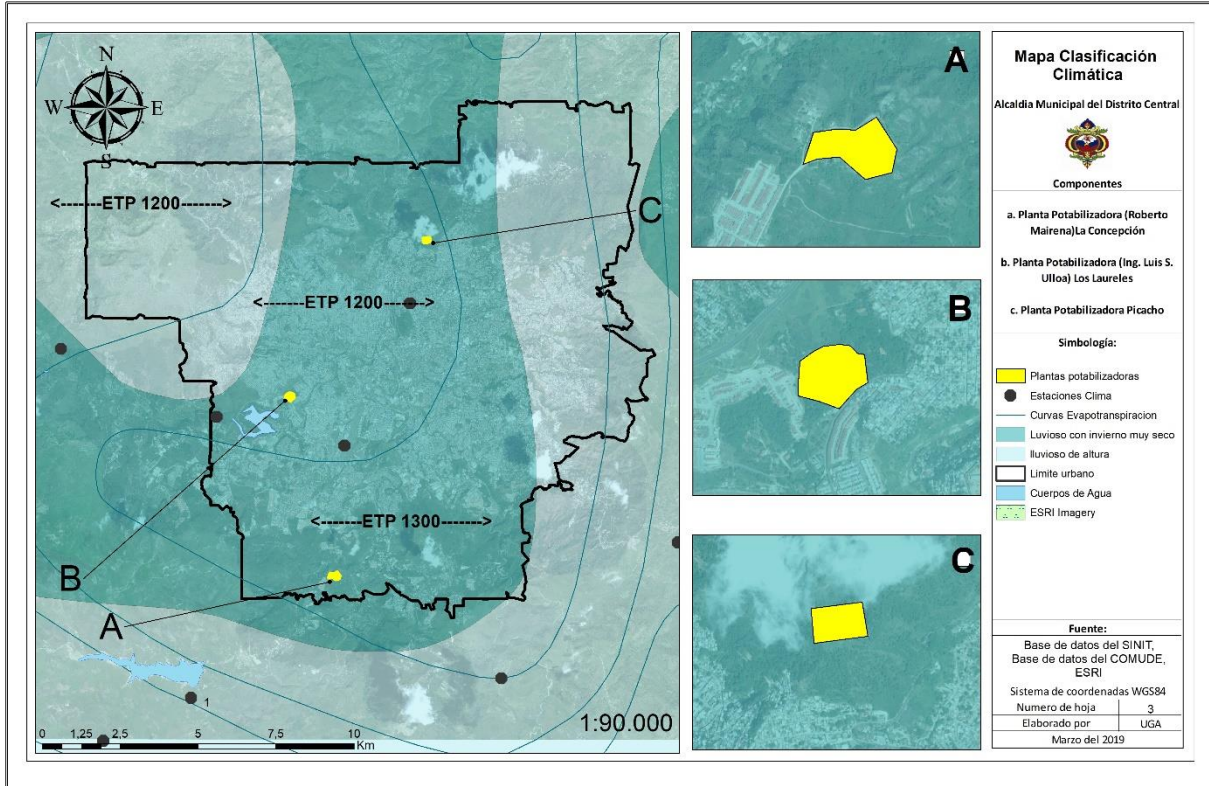 N
W
E
S
<------ETP 1200------>
<-------ETP 1200----->
<-------ETP 1300------>
A
B
C
1
1:90.000
0 1,25 2,5 5 7,5 10
Km
A
B
C
Mapa Clasificación
Climática
Alcaldia Municipal del Distrito Central
Componentes
a. Planta Potabilizadora (Roberto
Mairena)La Concepción
b. Planta Potabilizadora (Ing. Luis S.
Ulloa) Los Laureles
c. Planta Potabilizadora Picacho
Simbología:
Plantas potabilizadoras
Estaciones Clima
Curvas Evapotranspiracion
Luvioso con invierno muy seco
lluvioso de altura
Limite urbano
Cuerpos de Agua
ESRI Imagery
Fuente:
Base de datos del SINIT,
Base de datos del COMUDE,
ESRI
Sistema de coordenadas WGS84
Numero de hoja 3
Elaborado por UGA
Marzo del 2019